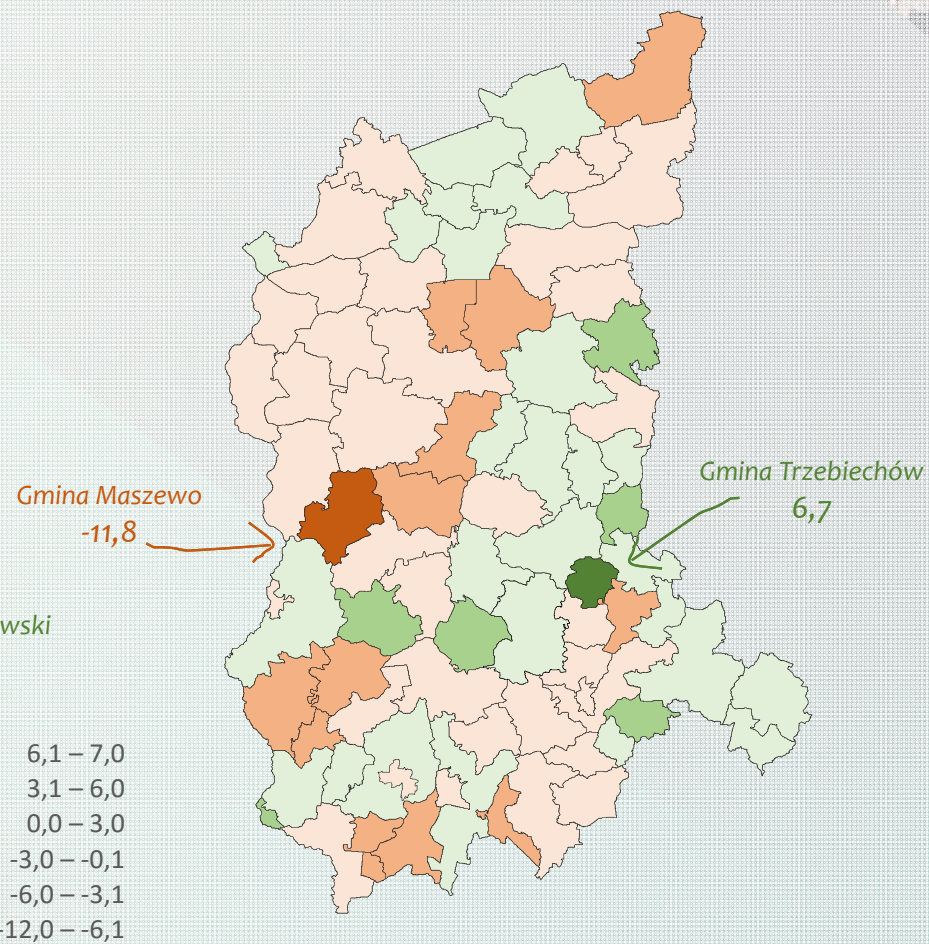 Gmina Trzebiechów
6,7
Gmina Maszewo
-11,8
wski
6,1 – 7,0
3,1 – 6,0
0,0 – 3,0
-3,0 – -0,1
-6,0 – -3,1
-12,0 – -6,1